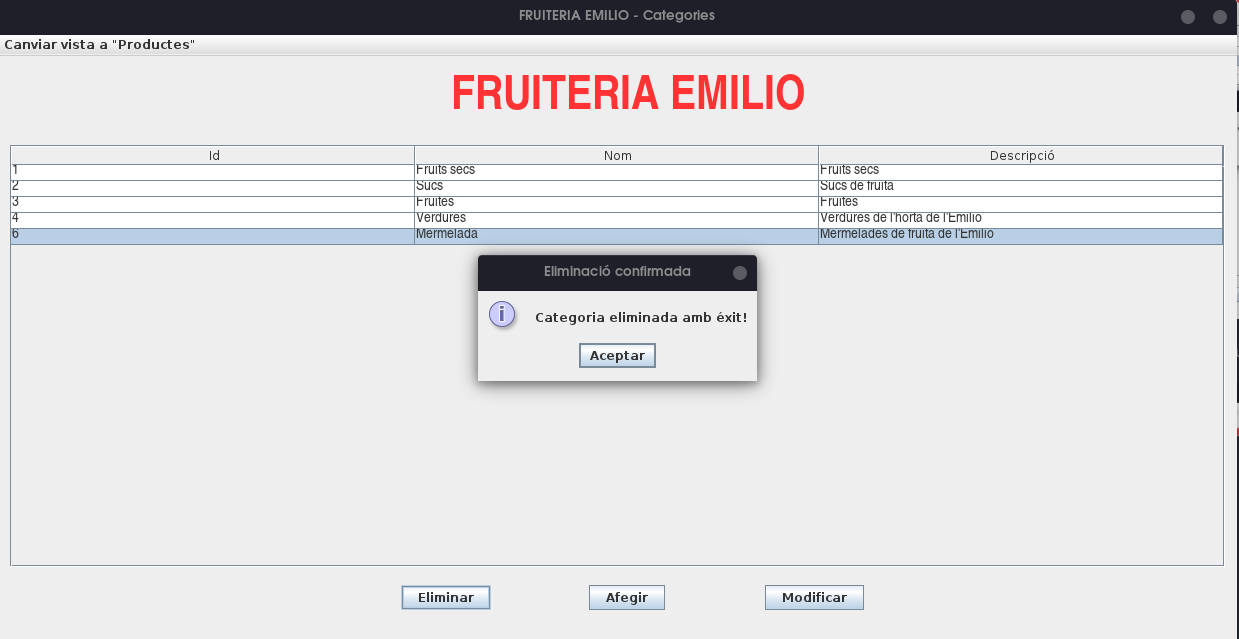 FRUITERIA EMILIO - Categories
Canviar vista a "Productes"
FRUITERIA EMILIO
Id Nom Descripció
1 Fruits secs Fruits secs
2 Sucs Sucs de fruita
3 Fruites Fruites
4 Verdures Verdures de l'horta de l'Emilio
6 Mermelada Mermelades de fruita de l'Emilio
Eliminació confirmada
Categoria eliminada amb éxit!
Aceptar
Eliminar Afegir Modificar